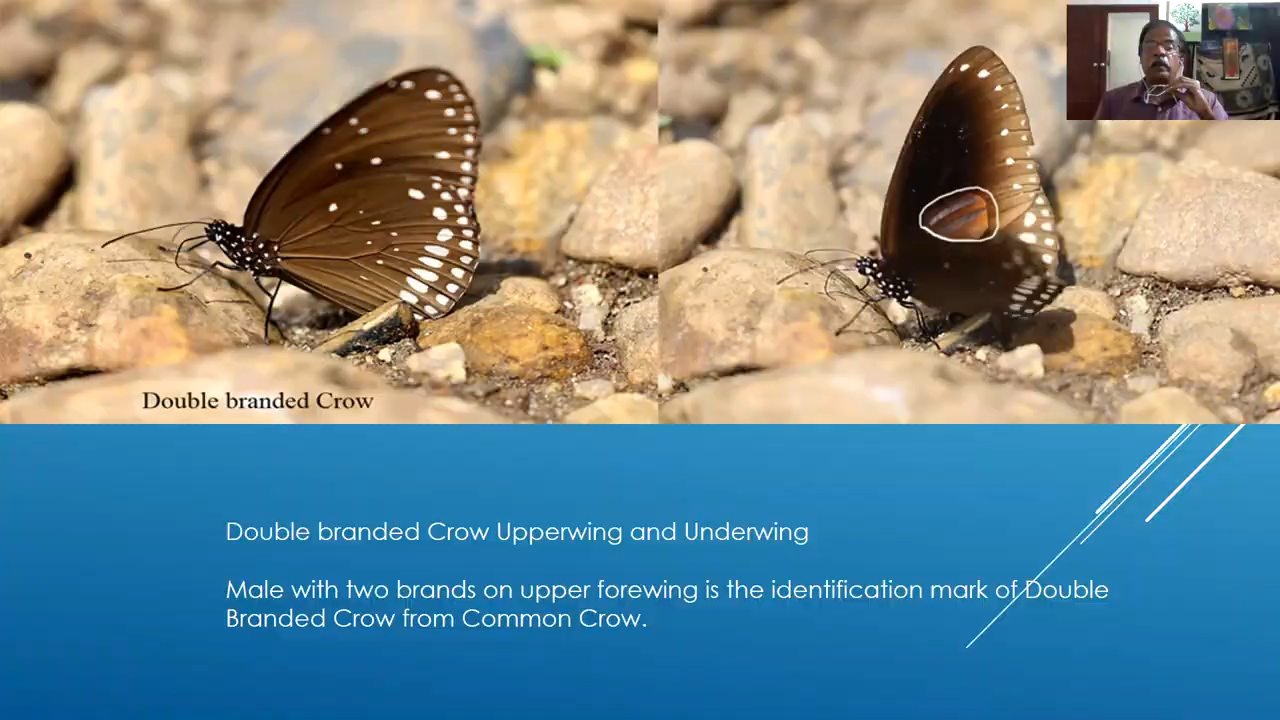 Double branded Crow
Double branded Crow Upperwing and Underwing
Male with two brands on upper forewing is the identification mark of Double
Branded Crow from Common Crow.